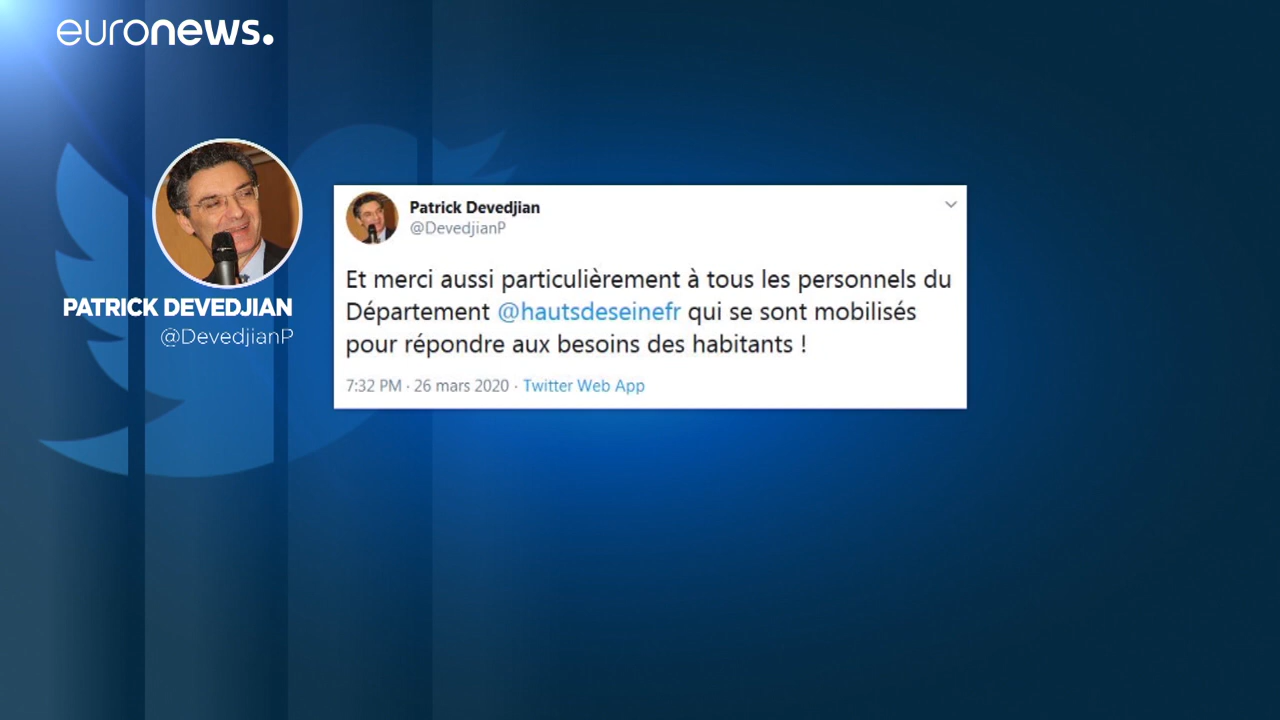 euronews.
PATRICK DEVEDJIAN
@DevedjianP
Patrick Devedjian
@DevedjianP
Et merci aussi particulièrement à tous les personnels du
Département @hautsdeseinefr qui se sont mobilisés
pour répondre aux besoins des habitants !
7:32 PM · 26 mars 2020 · Twitter Web App